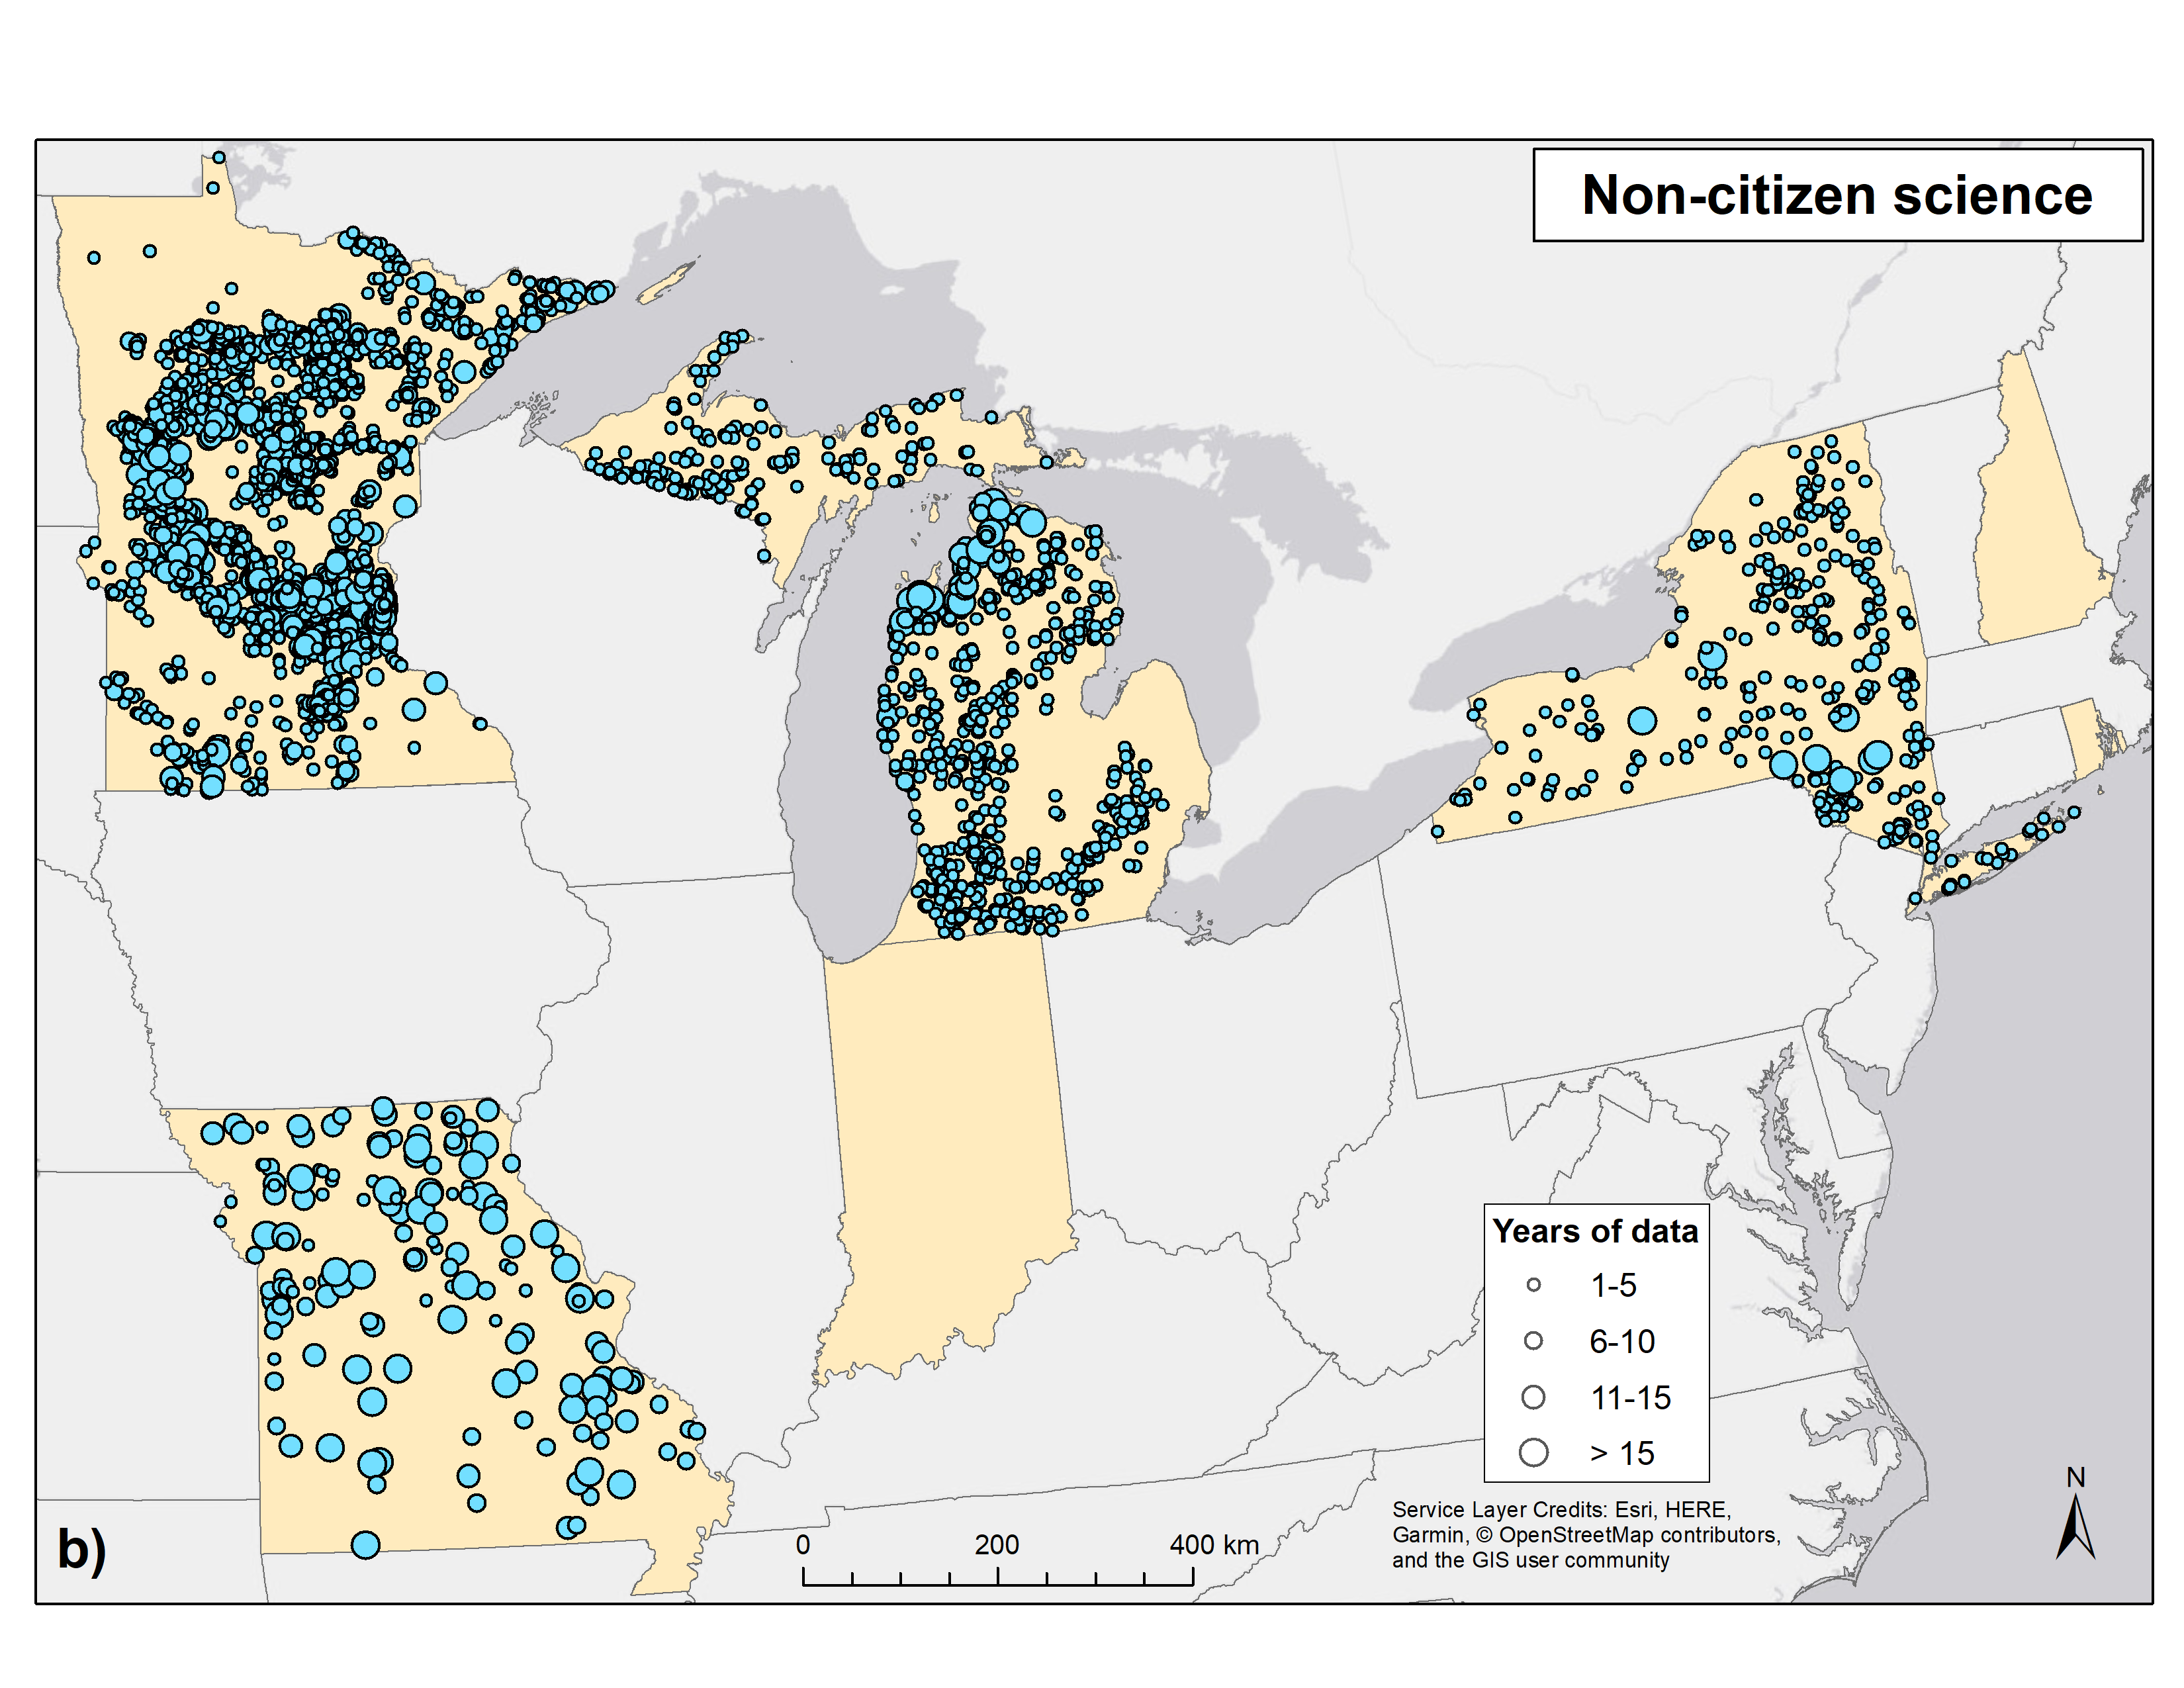 Non-citizen science
Years of data
1-5
6-10
11-15
> 15
N
Service Layer Credits: Esri, HERE,
Garmin, © OpenStreetMap contributors,
and the GIS user community
0 200 400 km
b)